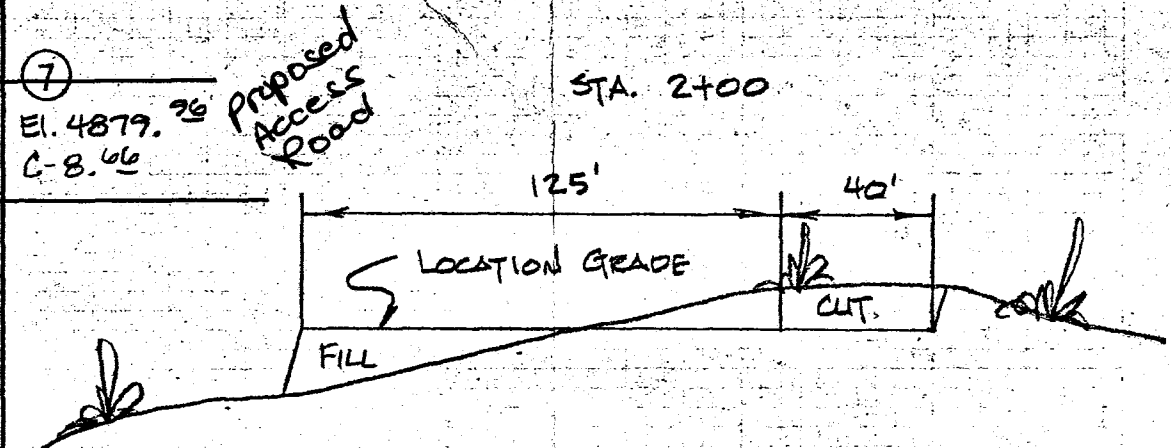 7
El. 4879.96
C-8.66
Proposed
Access
Road
STA. 2+00
125'
40'
LOCATION GRADE
CUT.
FILL